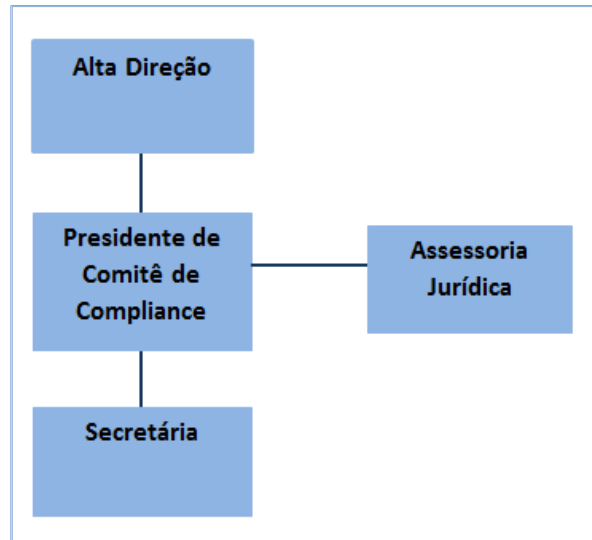 Alta Direção
Presidente de
Comitê de
Compliance
Assessoria
Jurídica
Secretária